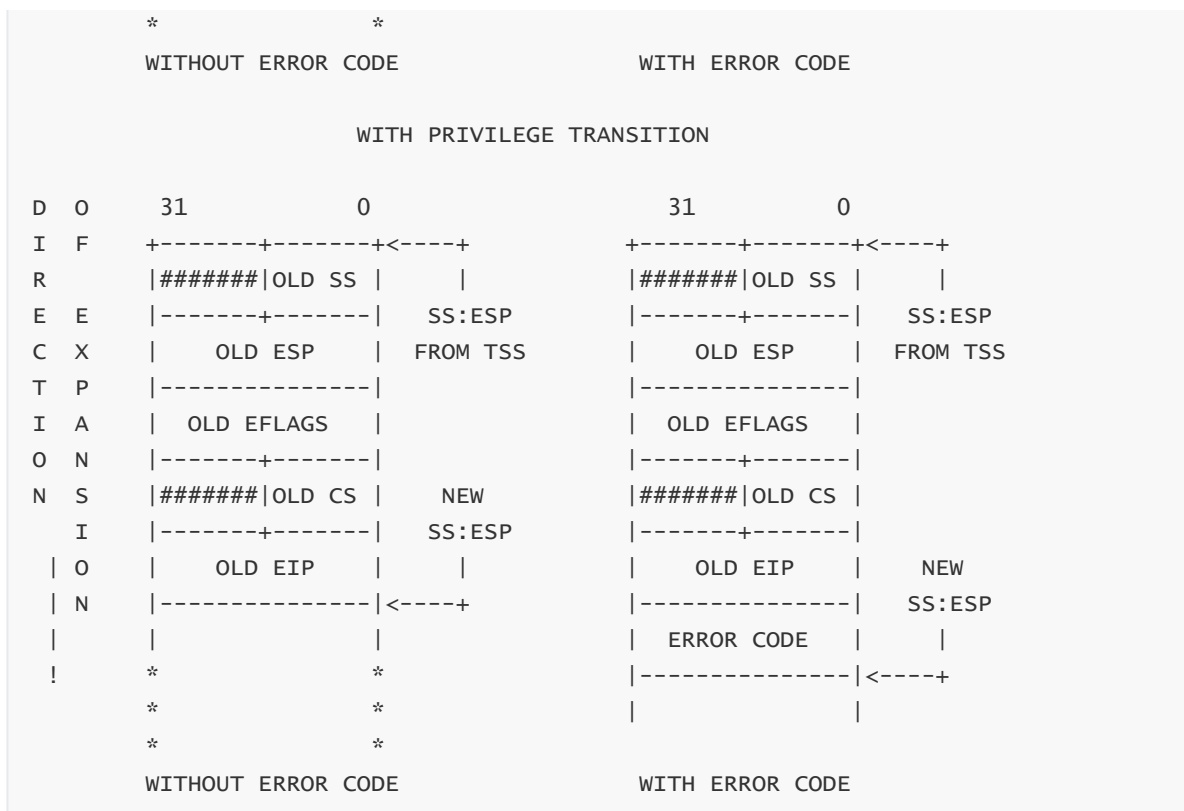 *               *
        WITHOUT ERROR CODE                 WITH ERROR CODE

                      WITH PRIVILEGE TRANSITION

D  O     31             0                    31          0
I  F    +-------+-------+<----+           +-------+-------+<----+
R       |#######|OLD SS |     |           |#######|OLD SS |     |
E  E    |-------+-------|   SS:ESP        |-------+-------|   SS:ESP
C  X    |    OLD ESP    |  FROM TSS       |    OLD ESP    |  FROM TSS
T  P    |---------------|                 |---------------|
I  A    |  OLD EFLAGS   |                 |  OLD EFLAGS   |
O  N    |-------+-------|                 |-------+-------|
N  S    |#######|OLD CS |    NEW          |#######|OLD CS |
   I    |-------+-------|   SS:ESP        |-------+-------|
 | O    |    OLD EIP    |     |           |    OLD EIP    |    NEW
 | N    |---------------|<----+           |---------------|   SS:ESP
 |      |               |                 |  ERROR CODE   |     |
 !      *               *                 |---------------|<----+
        *               *                 |               |
        *               *
        WITHOUT ERROR CODE                 WITH ERROR CODE